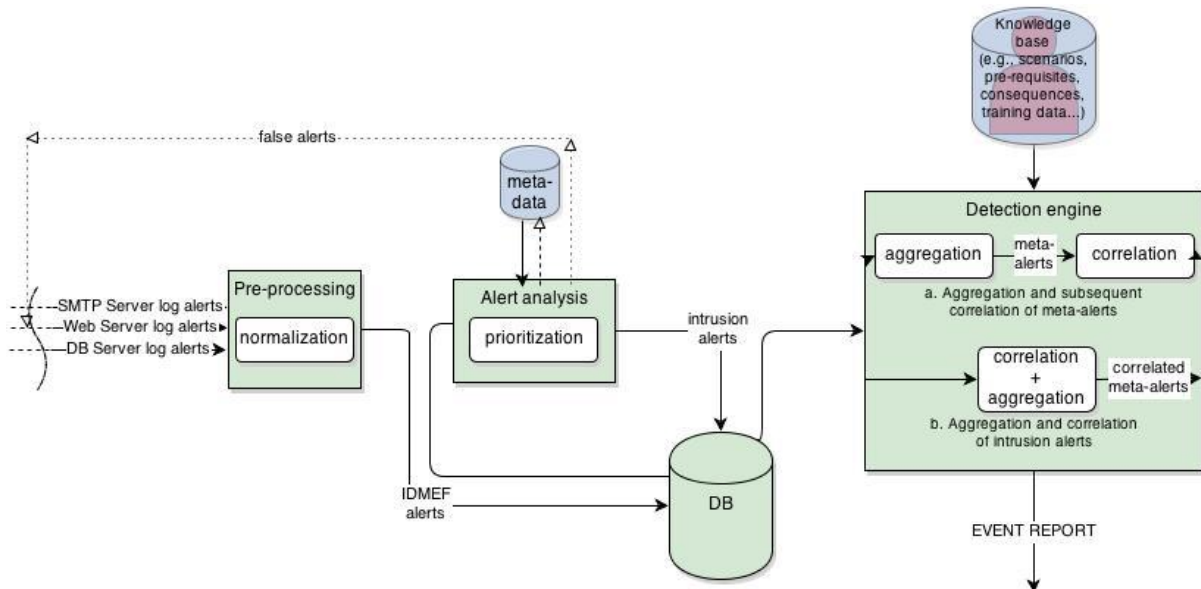 Knowledge
base
(e.g., scenarios,
pre-requisites,
consequences,
training data...)
false alerts
meta-
data
Detection engine
aggregation
meta-
alerts
correlation
a. Aggregation and subsequent
correlation of meta-alerts
Pre-processing
normalization
Alert analysis
prioritization
SMTP Server log alerts
Web Server log alerts
DB Server log alerts
intrusion
alerts
correlation
+
aggregation
correlated
meta-alerts
b. Aggregation and correlation
of intrusion alerts
IDMEF
alerts
DB
EVENT REPORT